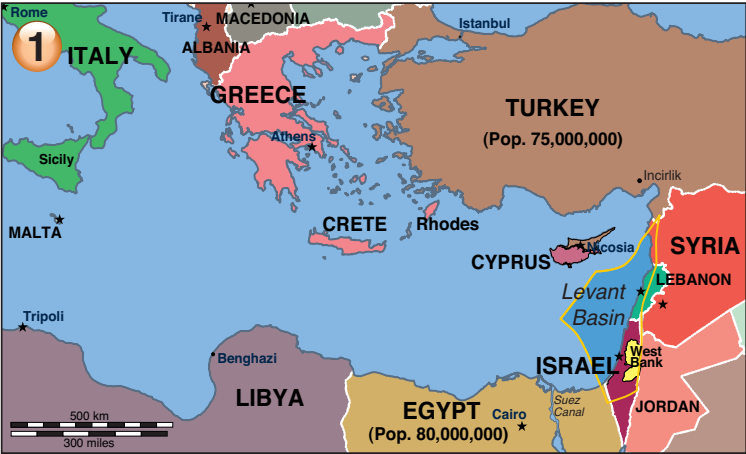 Rome
1
ITALY
Tirane
MACEDONIA
ALBANIA
Istanbul
GREECE
TURKEY
(Pop. 75,000,000)
Athens
Sicily
Incirlik
MALTA
CRETE
Rhodes
Nicosia
CYPRUS
SYRIA
LEBANON
Levant
Basin
Tripoli
Benghazi
ISRAEL
West
Bank
LIBYA
EGYPT
(Pop. 80,000,000)
Cairo
Suez
Canal
JORDAN
500 km
300 miles